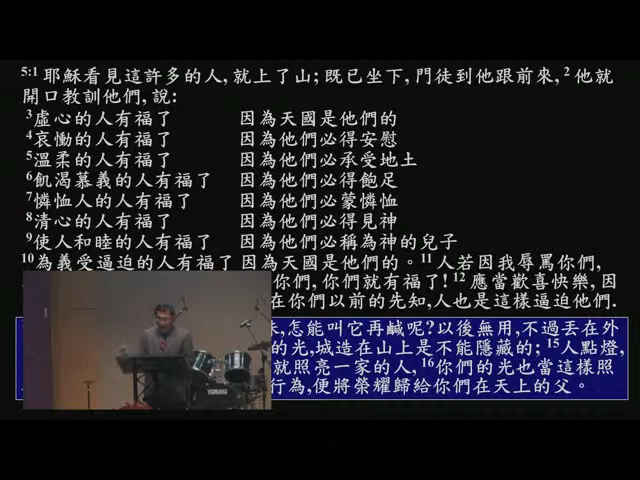 5:1 耶穌看見這許多的人,就上了山; 既已坐下, 門徒到他跟前來, 2 他就
開口教訓他們, 說:
3虛心的人有福了 因為天國是他們的
4哀慟的人有福了 因為他們必得安慰
5溫柔的人有福了 因為他們必承受地土
6飢渴慕義的人有福了 因為他們必得飽足
7憐恤人的人有福了 因為他們必蒙憐恤
8清心的人有福了 因為他們必得見神
9使人和睦的人有福了 因為他們必稱為神的兒子
10為義受逼迫的人有福了 因為天國是他們的。11人若因我辱罵你們,
你們, 你們就有福了! 12 應當歡喜快樂, 因
在你們以前的先知,人也是這樣逼迫他們.
,怎能叫它再鹹呢?以後無用,不過丟在外
的光,城造在山上是不能隱藏的; 15人點燈,
就照亮一家的人, 16你們的光也當這樣照
行為,便將榮耀歸給你們在天上的父。
YAMAHA